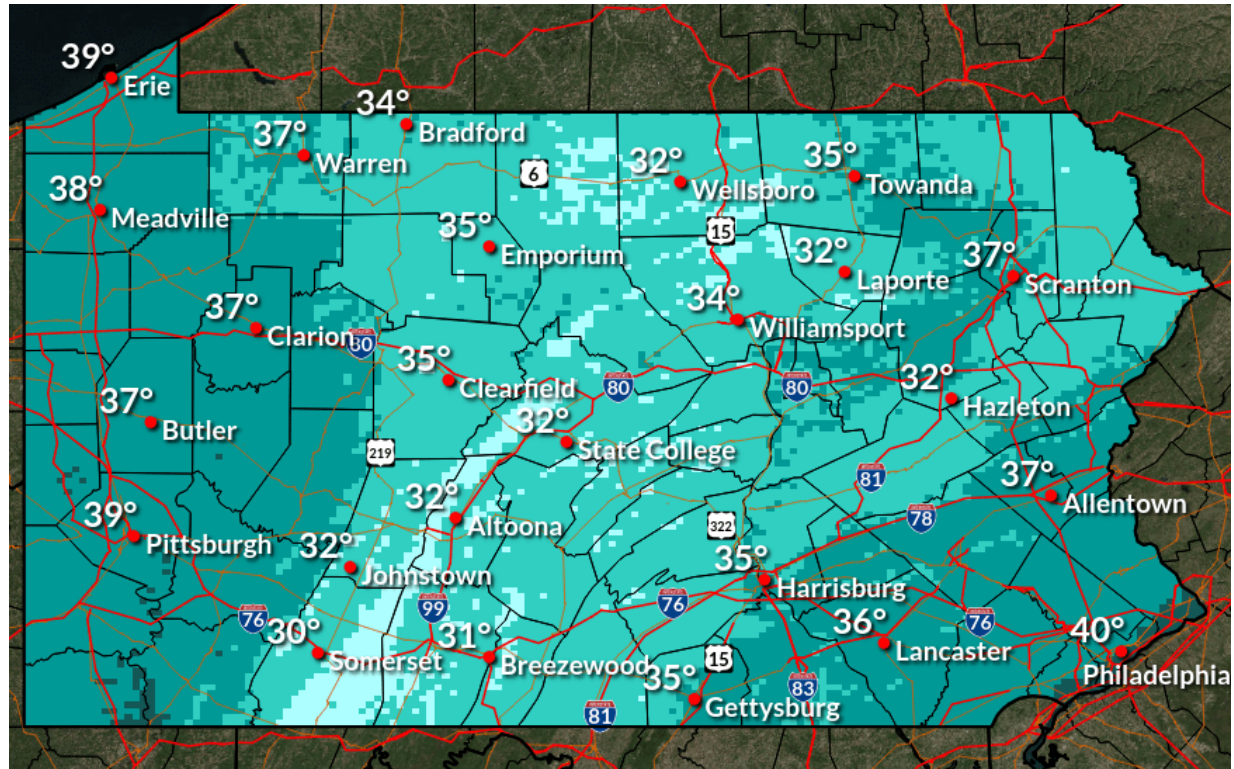 39°
Erie
34°
Bradford
37°
Warren
6
32°
Wellsboro
35°
Towanda
38°
Meadville
35°
Emporium
15
32°
Laporte
37°
Scranton
37°
Clarion
80
34°
Williamsport
35°
Clearfield
80
80
32°
Hazleton
37°
Butler
32°
State College
219
81
37°
Allentown
32°
Altoona
78
39°
Pittsburgh
322
32°
Johnstown
35°
Harrisburg
76
99
76
30°
Somerset
31°
Breezewood
36°
Lancaster
76
40°
Philadelphia
15
35°
Gettysburg
83
81